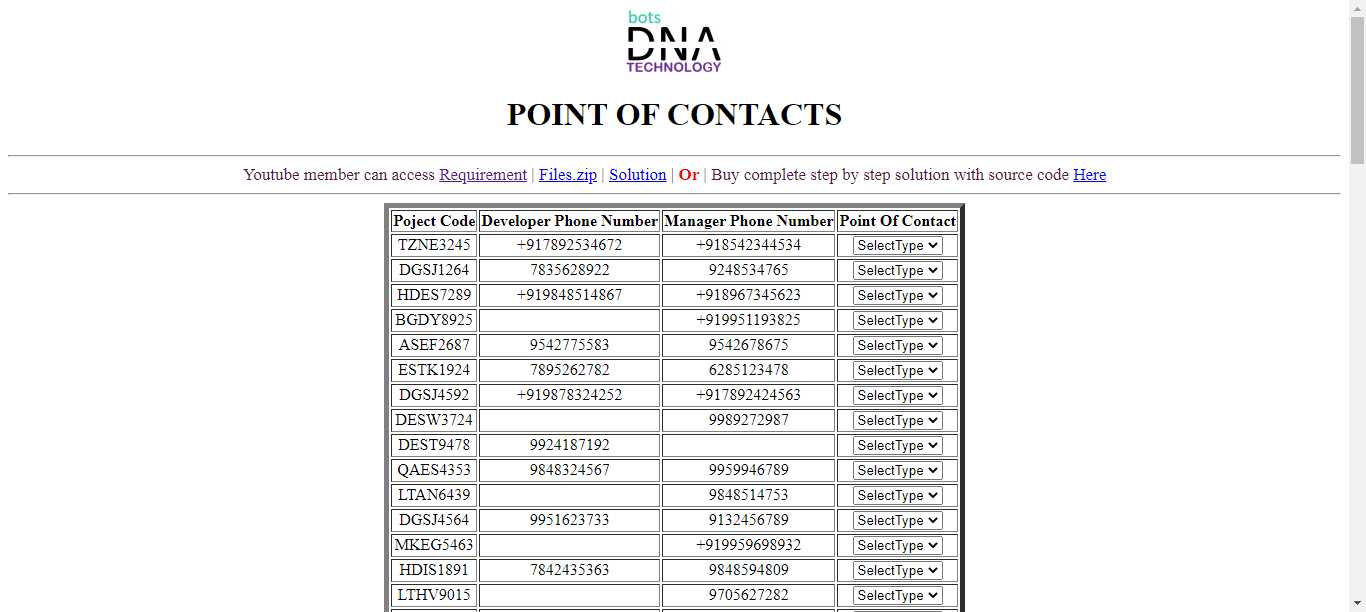 bots
DNA
TECHNOLOGY
POINT OF CONTACTS
Youtube member can access Requirement | Files.zip | Solution | Or | Buy complete step by step solution with source code Here
Poject Code Developer Phone Number Manager Phone Number Point Of Contact
TZNE3245 +917892534672 +918542344534 SelectType
DGSJ1264 7835628922 9248534765 SelectType
HDES7289 +919848514867 +918967345623 SelectType
BGDY8925 +919951193825 SelectType
ASEF2687 9542775583 9542678675 SelectType
ESTK1924 7895262782 6285123478 SelectType
DGSJ4592 +919878324252 +917892424563 SelectType
DESW3724 9989272987 SelectType
DEST9478 9924187192 SelectType
QAES4353 9848324567 9959946789 SelectType
LTAN6439 9848514753 SelectType
DGSJ4564 9951623733 9132456789 SelectType
MKEG5463 +919959698932 SelectType
HDIS1891 7842435363 9848594809 SelectType
LTHV9015 9705627282 SelectType